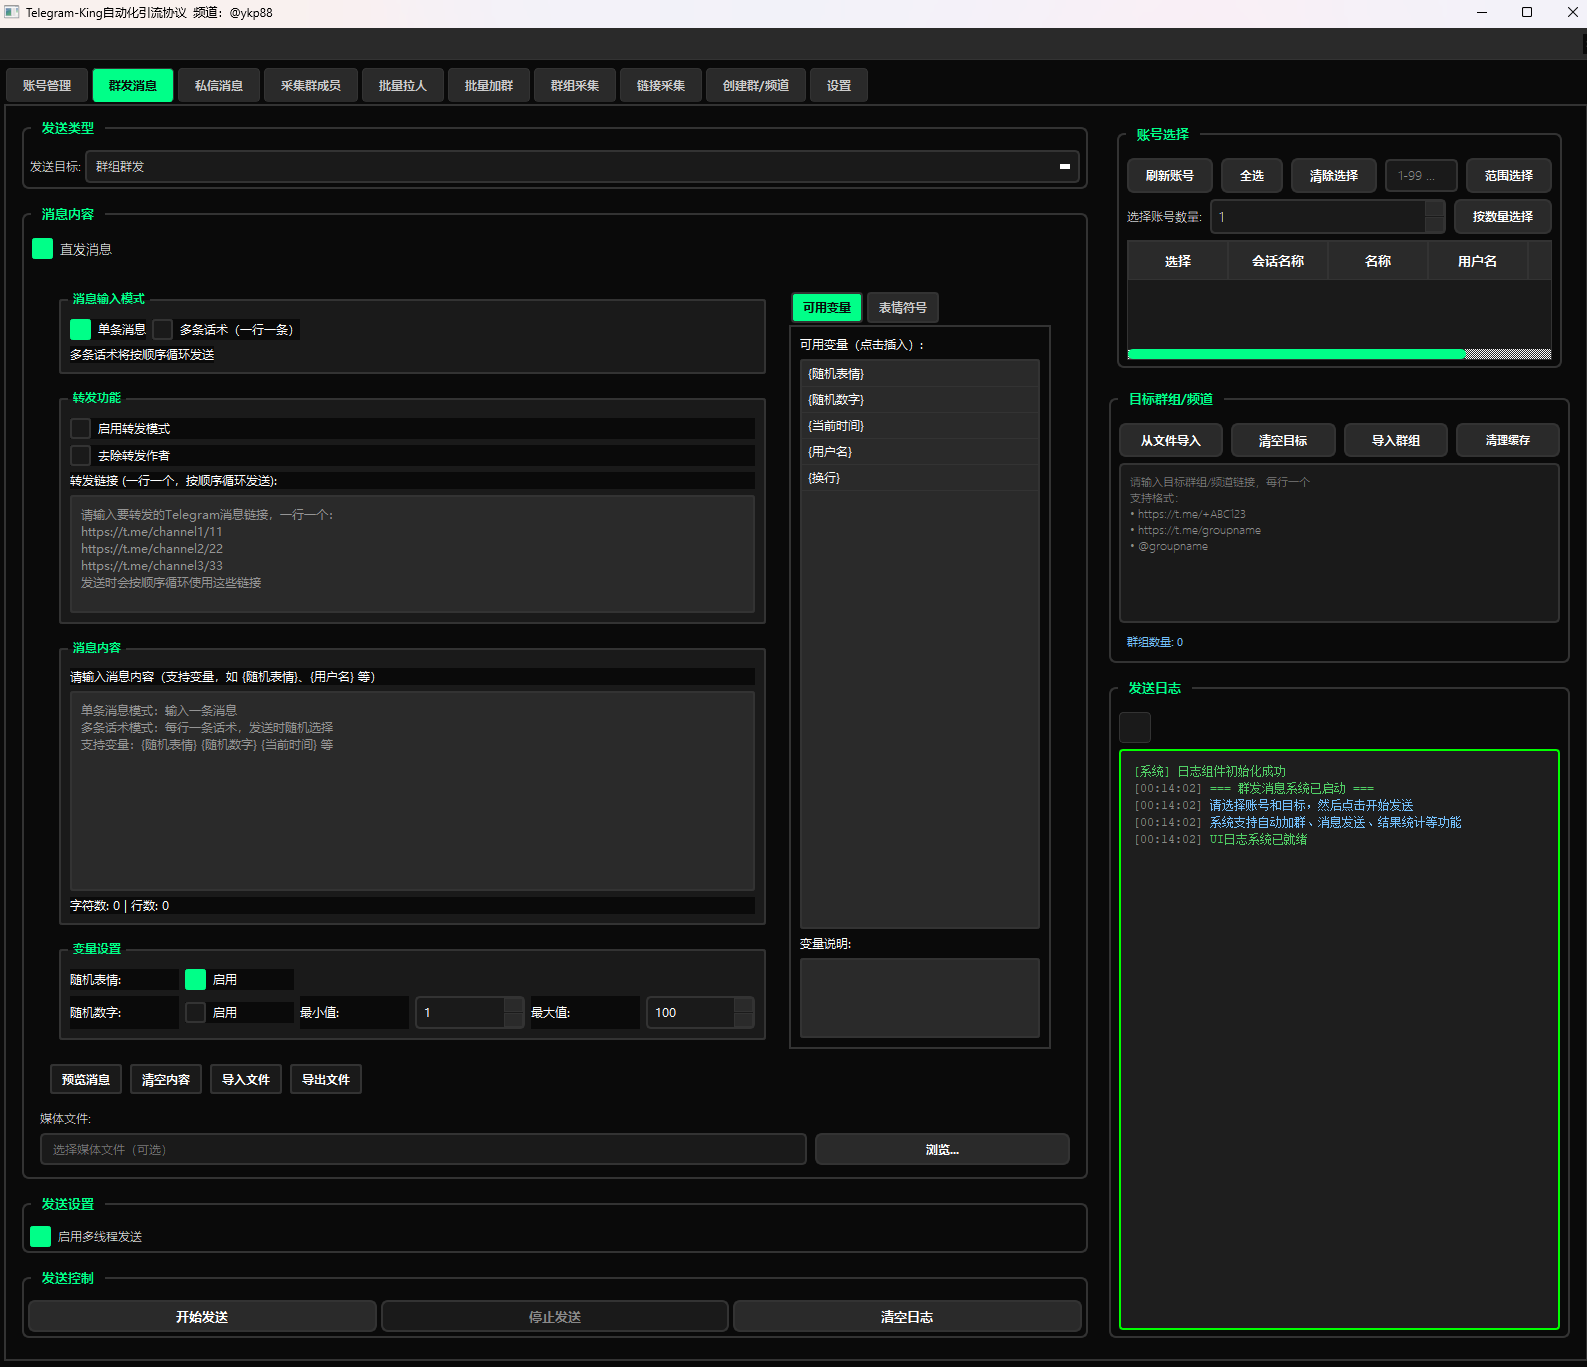 Telegram-King自动化引流协议 频道：@ykp88
账号管理 群发消息 私信消息 采集群成员 批量拉人 批量加群 群组采集 链接采集 创建群/频道 设置
发送类型
发送目标: 群组群发
消息内容
直发消息
消息输入模式
单条消息 多条话术（一行一条）
多条话术将按顺序循环发送
转发功能
启用转发模式
去除转发作者
转发链接 (一行一个，按顺序循环发送):
请输入要转发的Telegram消息链接，一行一个：
https://t.me/channel1/11
https://t.me/channel2/22
https://t.me/channel3/33
发送时会按顺序循环使用这些链接
消息内容
请输入消息内容（支持变量，如 {随机表情}、{用户名} 等）
单条消息模式：输入一条消息
多条话术模式：每行一条话术，发送时随机选择
支持变量：{随机表情} {随机数字} {当前时间} 等
字符数: 0 | 行数: 0
变量设置
随机表情: 启用
随机数字: 启用 最小值: 1 最大值: 100
可用变量 表情符号
可用变量（点击插入）:
{随机表情}
{随机数字}
{当前时间}
{用户名}
{换行}
变量说明:
预览消息 清空内容 导入文件 导出文件
媒体文件:
选择媒体文件（可选） 浏览...
发送设置
启用多线程发送
发送控制
开始发送 停止发送 清空日志
账号选择
刷新账号 全选 清除选择 1-99 ... 范围选择
选择账号数量: 1 按数量选择
选择 会话名称 名称 用户名
目标群组/频道
从文件导入 清空目标 导入群组 清理缓存
请输入目标群组/频道链接，每行一个
支持格式：
• https://t.me/+ABC123
• https://t.me/groupname
• @groupname
群组数量: 0
发送日志
[系统] 日志组件初始化成功
[00:14:02] === 群发消息系统已启动 ===
[00:14:02] 请选择账号和目标，然后点击开始发送
[00:14:02] 系统支持自动加群、消息发送、结果统计等功能
[00:14:02] UI日志系统已就绪